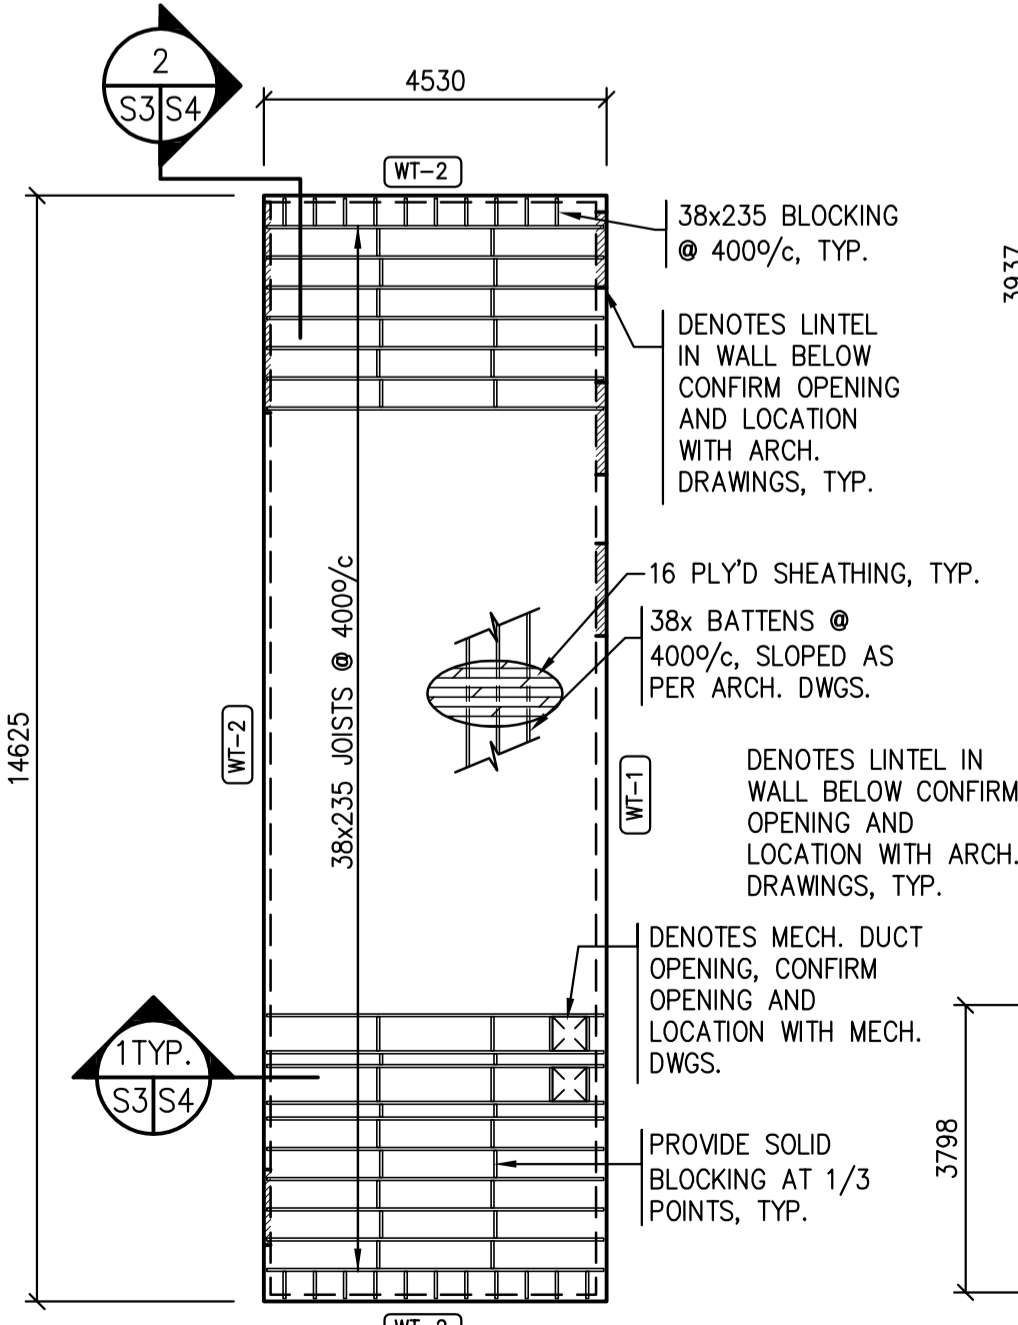 2
S3 S4
4530
WT-2
38x235 BLOCKING
@ 400º/c, TYP.
3937
DENOTES LINTEL
IN WALL BELOW
CONFIRM OPENING
AND LOCATION
WITH ARCH.
DRAWINGS, TYP.
16 PLY'D SHEATHING, TYP.
38x BATTENS @
400º/c, SLOPED AS
PER ARCH. DWGS.
38x235 JOISTS @ 400º/c
14625
WT-2
WT-1
DENOTES LINTEL IN
WALL BELOW CONFIRM
OPENING AND
LOCATION WITH ARCH.
DRAWINGS, TYP.
DENOTES MECH. DUCT
OPENING, CONFIRM
OPENING AND
LOCATION WITH MECH.
DWGS.
1TYP.
S3 S4
3798
PROVIDE SOLID
BLOCKING AT 1/3
POINTS, TYP.
WT-2